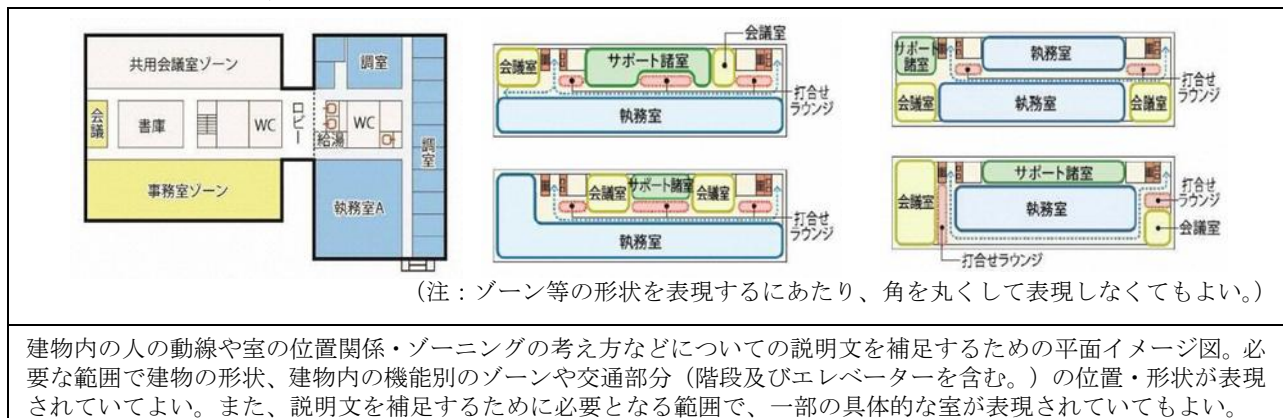 共用会議室ゾーン
調室
会議
書庫
WC
ロビー
給湯
WC
調室
事務室ゾーン
執務室A
会議室
会議室
サポート諸室
打合せ
ラウンジ
執務室
会議室
サポート諸室
会議室
打合せ
ラウンジ
執務室
サポート
諸室
執務室
打合せ
ラウンジ
会議室
執務室
会議室
サポート諸室
打合せ
ラウンジ
会議室
執務室
会議室
打合せラウンジ
(注:ゾーン等の形状を表現するにあたり、角を丸くして表現しなくてもよい。)
建物内の人の動線や室の位置関係・ゾーニングの考え方などについての説明文を補足するための平面イメージ図。必
要な範囲で建物の形状、建物内の機能別のゾーンや交通部分(階段及びエレベーターを含む。)の位置・形状が表現
されていてよい。また、説明文を補足するために必要となる範囲で、一部の具体的な室が表現されていてもよい。